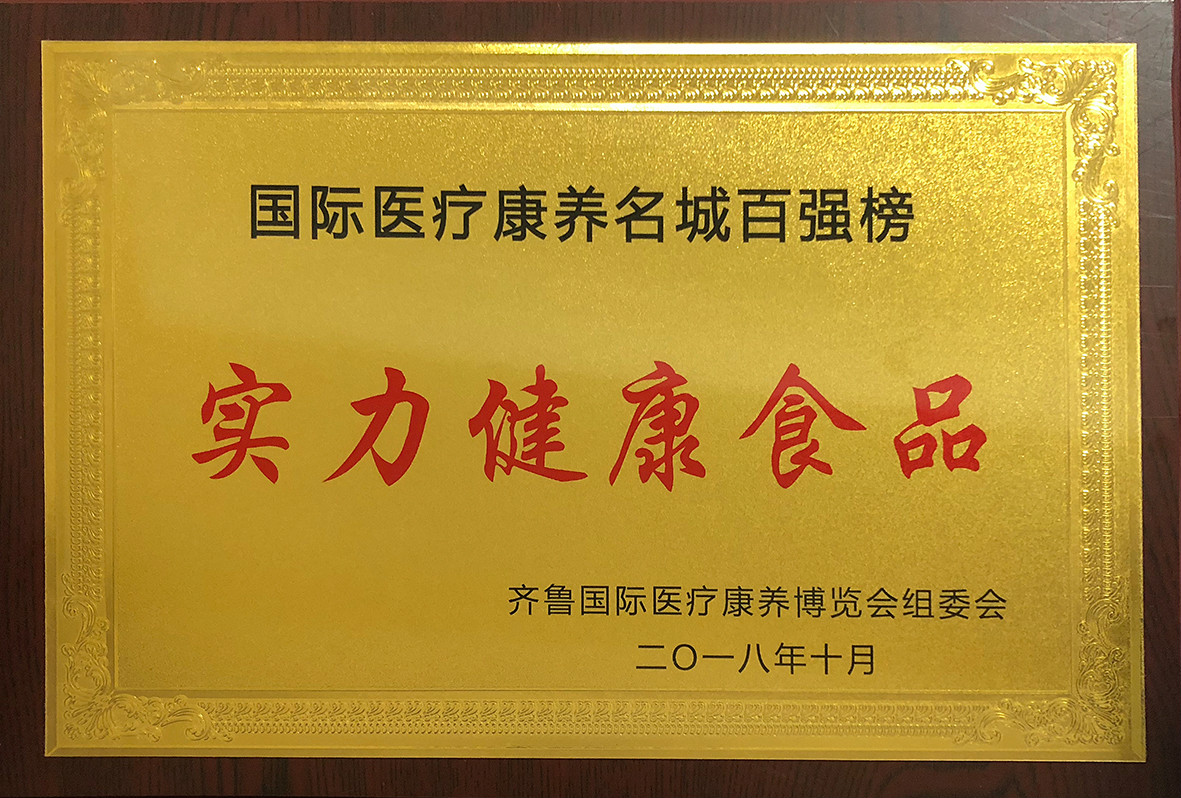 国际医疗康养名城百强榜
实力健康食品
齐鲁国际医疗康养博览会组委会
二〇一八年十月